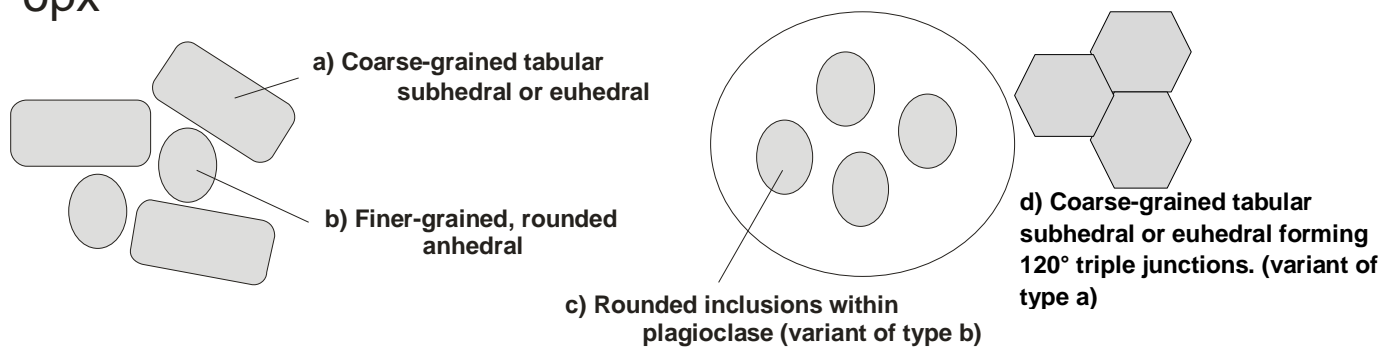 opx
a) Coarse-grained tabular
subhedral or euhedral
b) Finer-grained, rounded
anhedral
c) Rounded inclusions within
plagioclase (variant of type b)
d) Coarse-grained tabular
subhedral or euhedral forming
120° triple junctions. (variant of
type a)